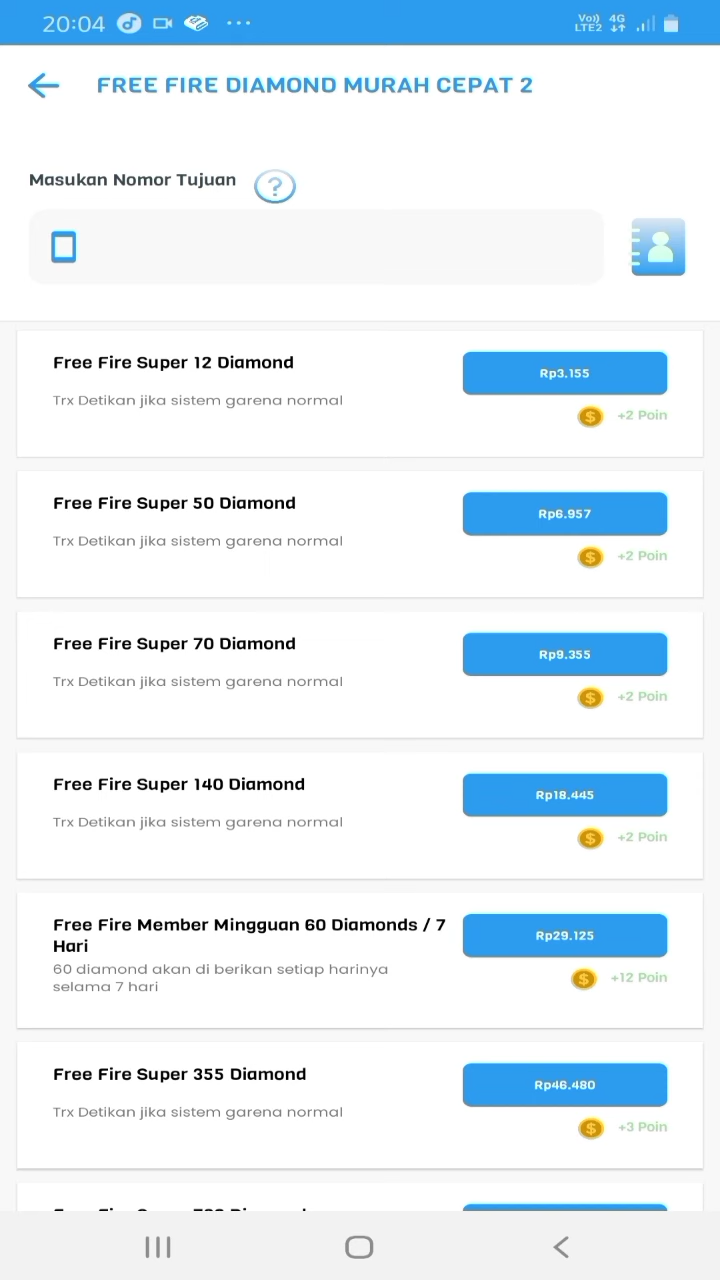 20:04
Vo)) 4G
LTE2
FREE FIRE DIAMOND MURAH CEPAT 2
Masukan Nomor Tujuan ?
Free Fire Super 12 Diamond
Rp3.155
Trx Detikan jika sistem garena normal
$ +2 Poin
Free Fire Super 50 Diamond
Rp6.957
Trx Detikan jika sistem garena normal
$ +2 Poin
Free Fire Super 70 Diamond
Rp9.355
Trx Detikan jika sistem garena normal
$ +2 Poin
Free Fire Super 140 Diamond
Rp18.445
Trx Detikan jika sistem garena normal
$ +2 Poin
Free Fire Member Mingguan 60 Diamonds / 7
Hari
Rp29.125
60 diamond akan di berikan setiap harinya
selama 7 hari
$ +12 Poin
Free Fire Super 355 Diamond
Rp46.480
Trx Detikan jika sistem garena normal
$ +3 Poin